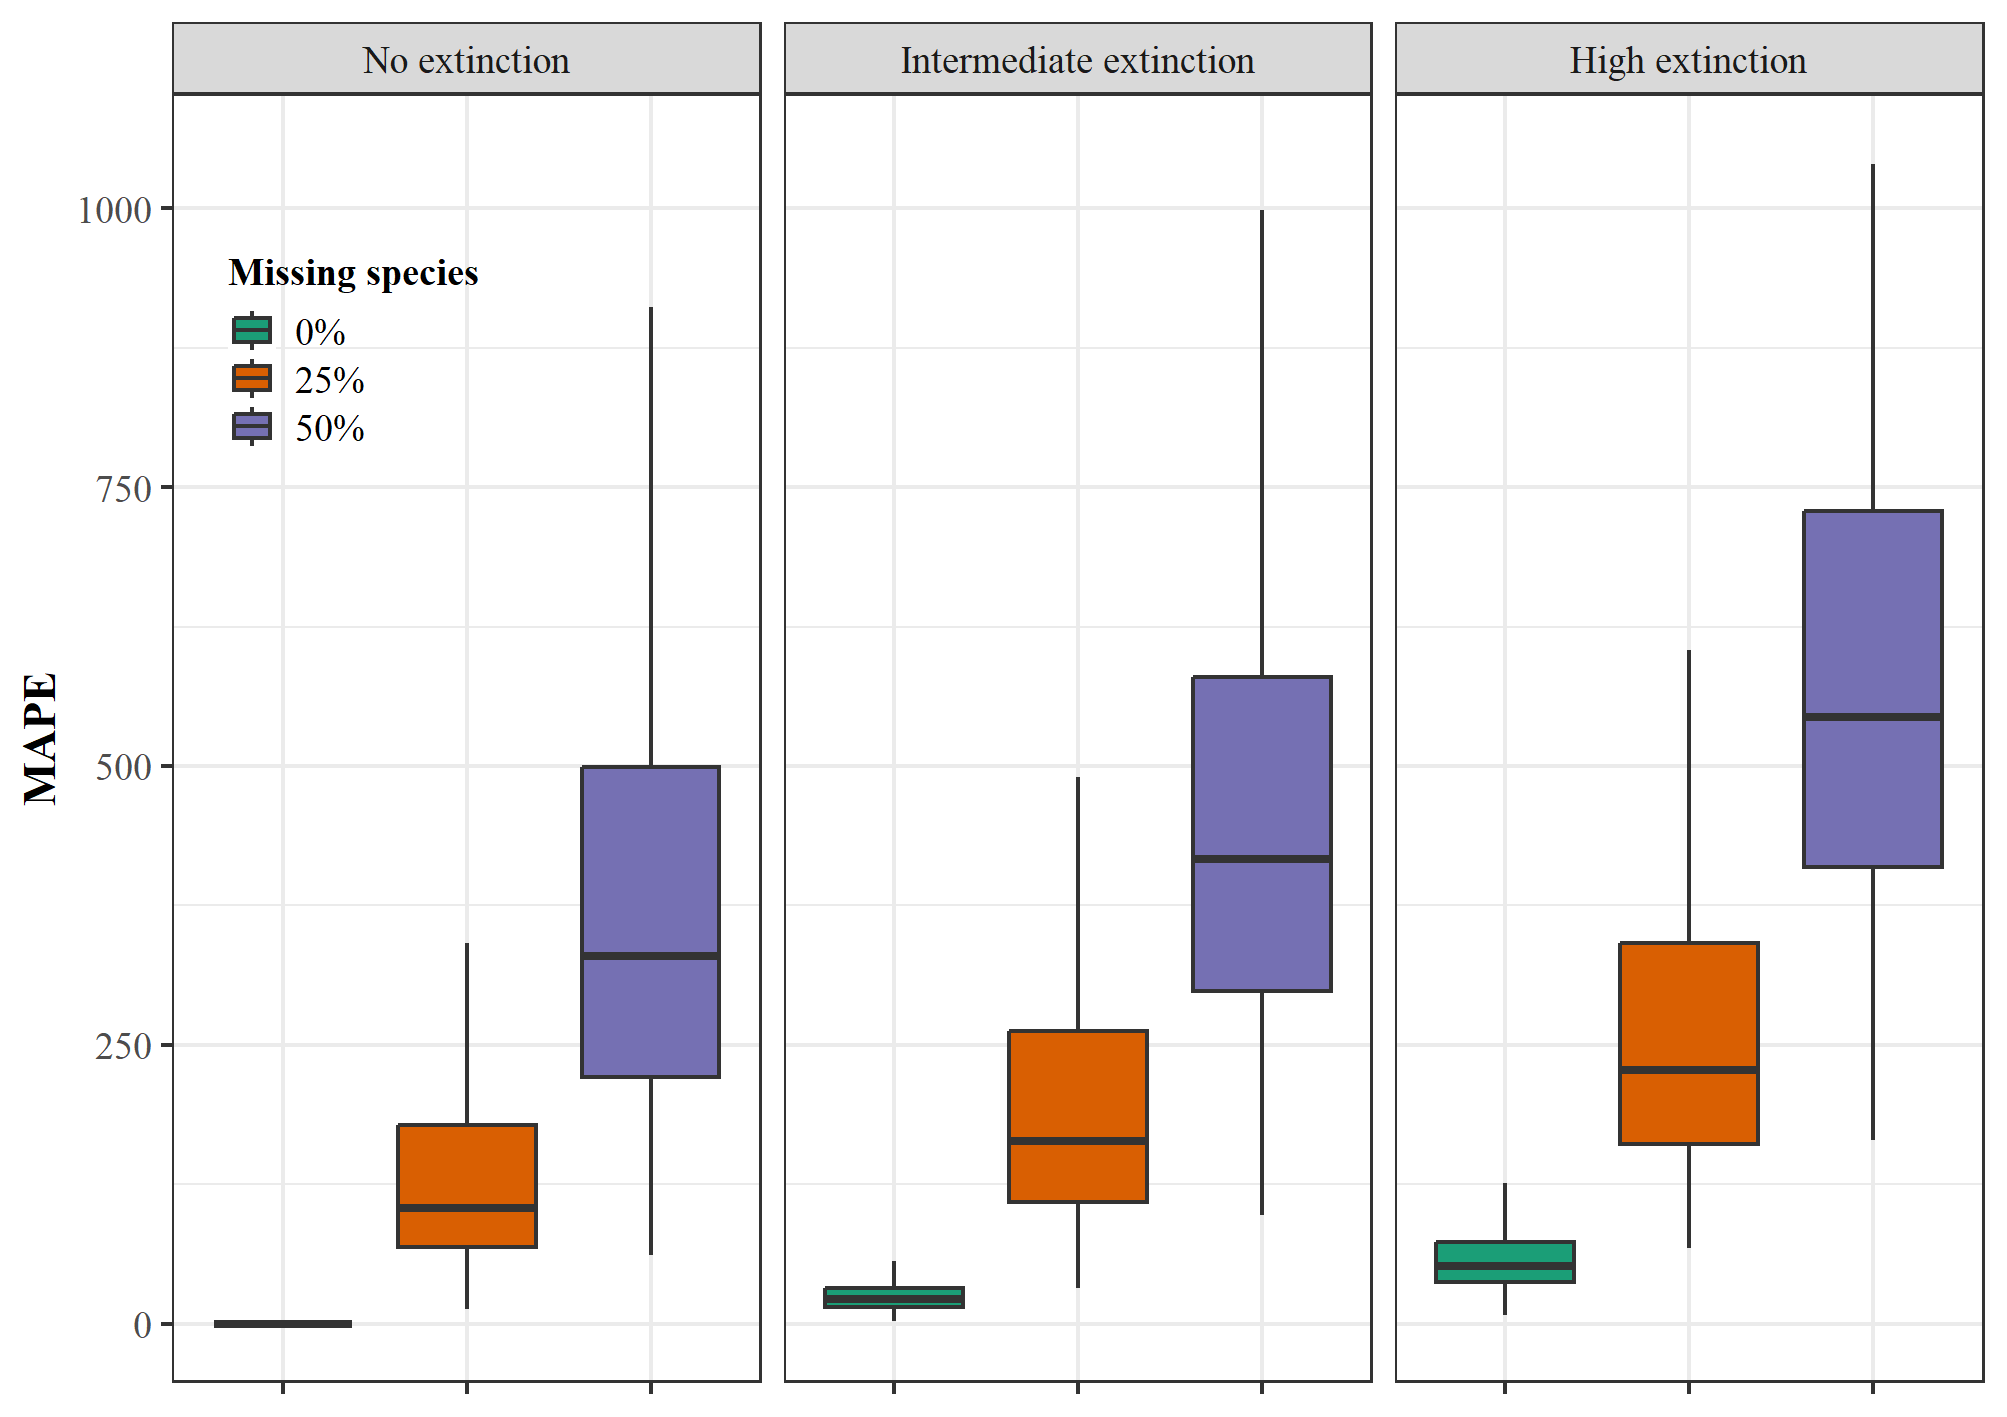 No extinction
Intermediate extinction
High extinction
MAPE
1000
750
500
250
0
Missing species
0%
25%
50%